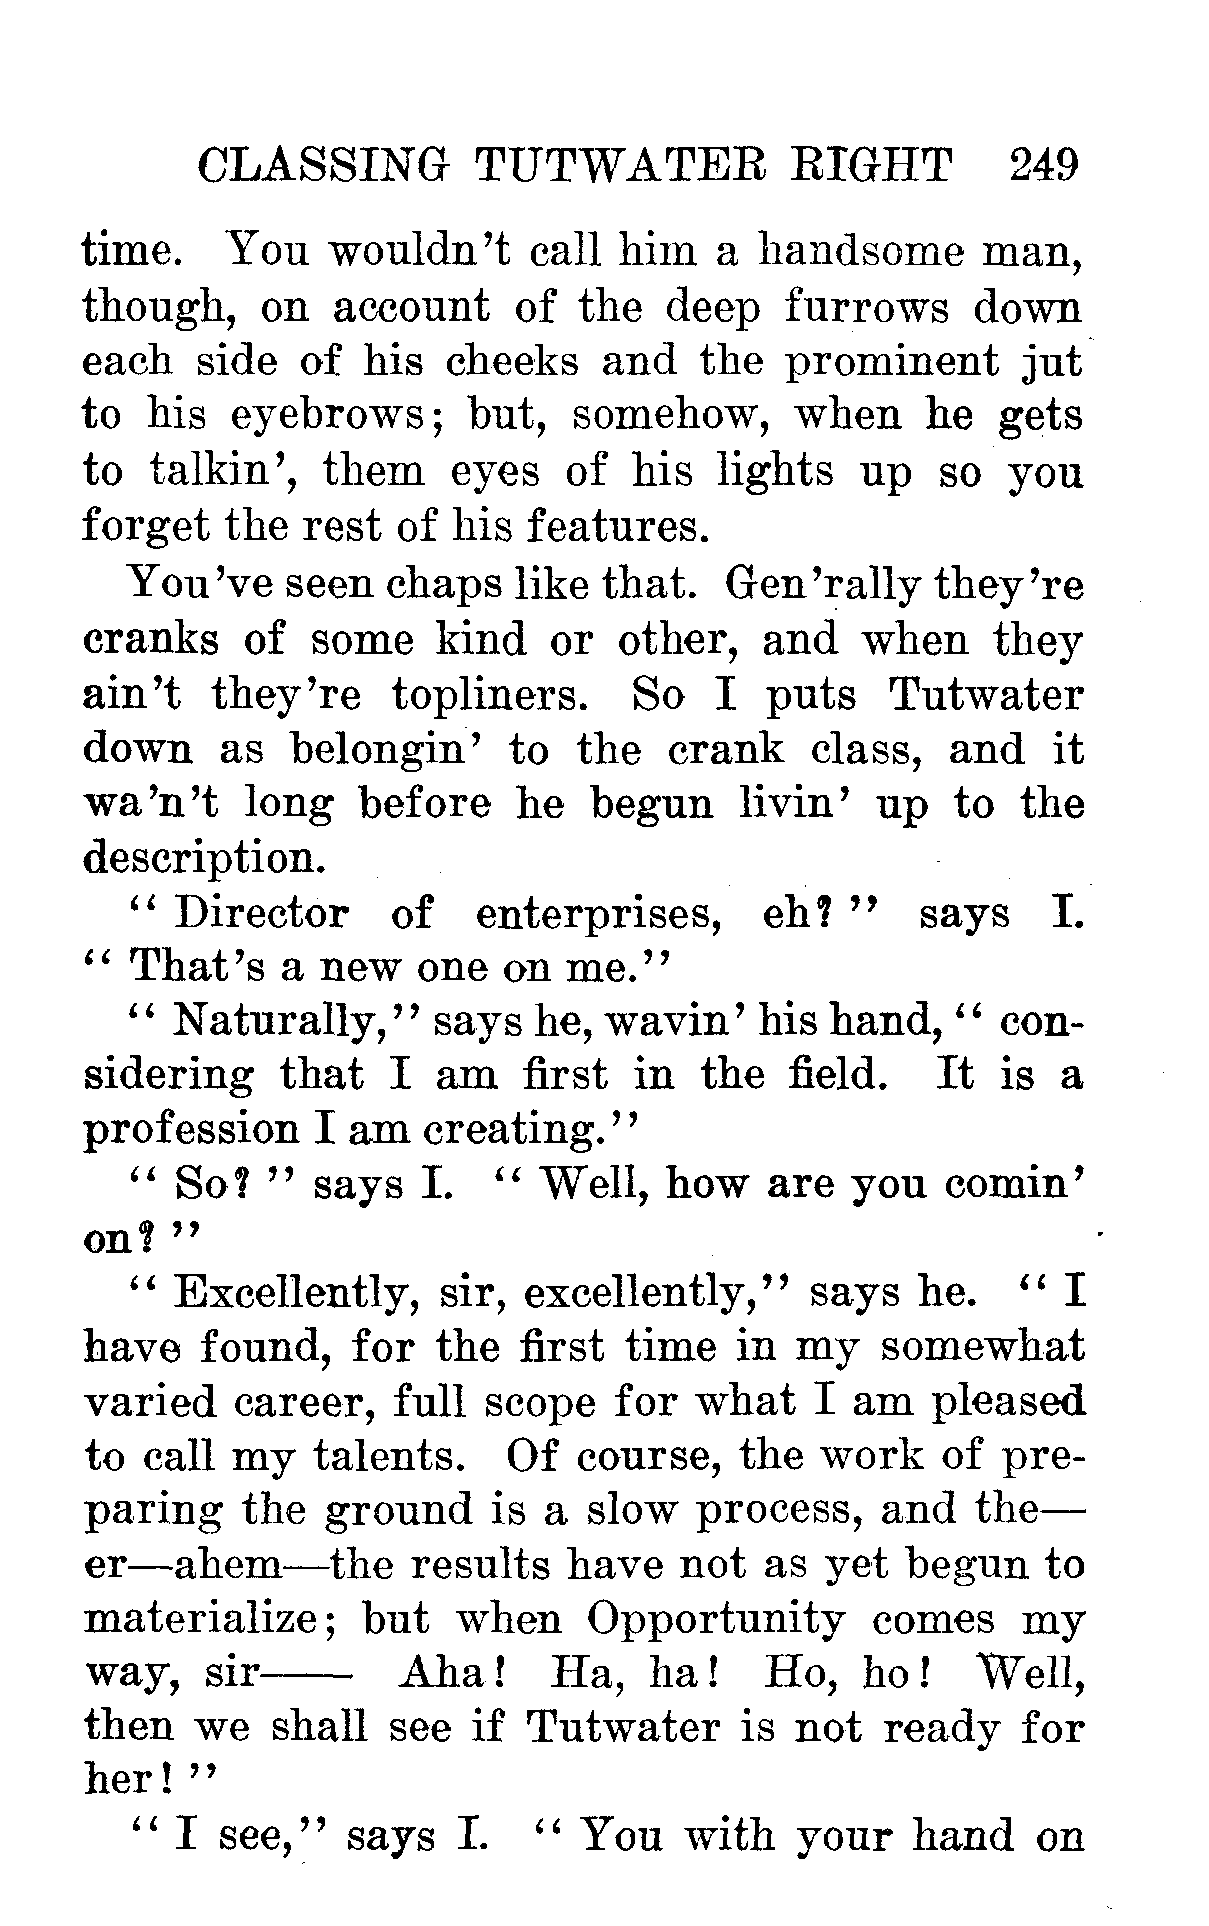 CLASSING TUTWATER RIGHT 249
time. You wouldn't call him a handsome man,
though, on account of the deep furrows down
each side of his cheeks and the prominent jut
to his eyebrows; but, somehow, when he gets
to talkin', them eyes of his lights up so you
forget the rest of his features.
You've seen chaps like that. Gen'rally they're
cranks of some kind or other, and when they
ain't they're topliners. So I puts Tutwater
down as belongin' to the crank class, and it
wa'n't long before he begun livin' up to the
description.
" Director of enterprises, eh? " says I.
" That's a new one on me."
" Naturally," says he, wavin' his hand, " con-
sidering that I am first in the field. It is a
profession I am creating."
" So? " says I. " Well, how are you comin'
on? "
" Excellently, sir, excellently," says he. " I
have found, for the first time in my somewhat
varied career, full scope for what I am pleased
to call my talents. Of course, the work of pre-
paring the ground is a slow process, and the—
er—ahem—the results have not as yet begun to
materialize; but when Opportunity comes my
way, sir—— Aha! Ha, ha! Ho, ho! Well,
then we shall see if Tutwater is not ready for
her! "
" I see," says I. " You with your hand on